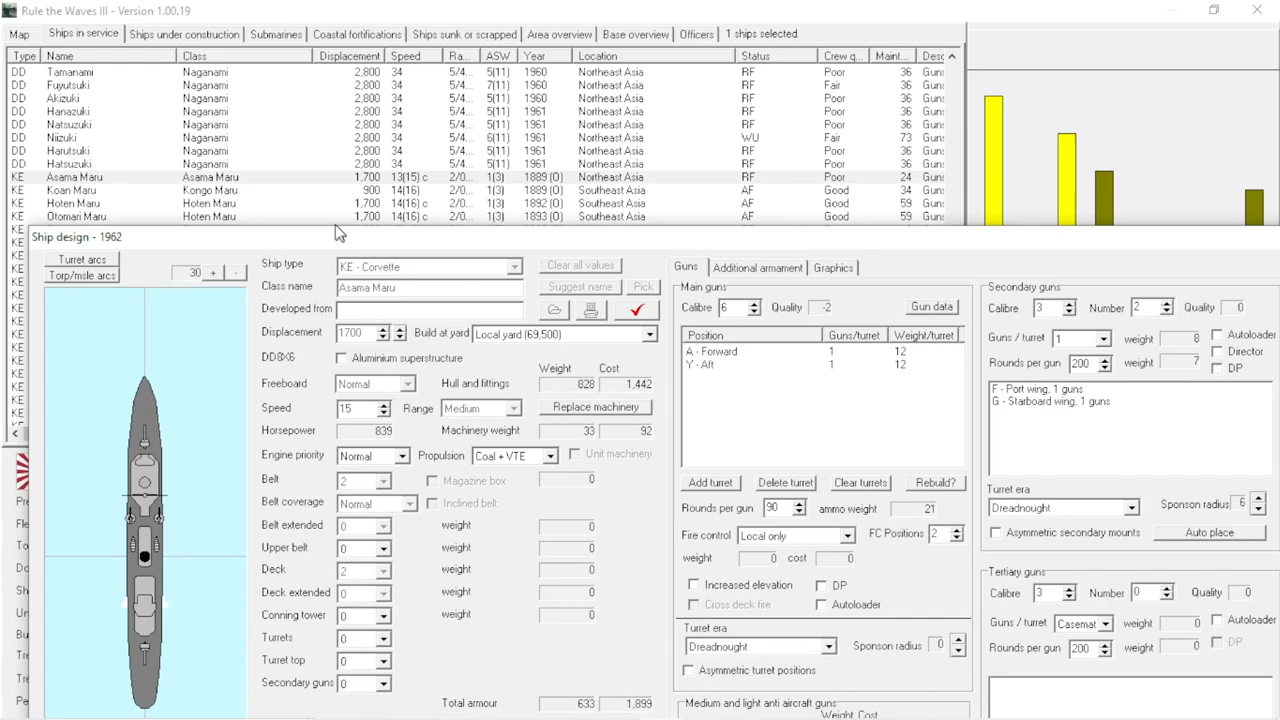 Rule the Waves III - Version 1.00.19
Map Ships in service Ships under construction Submarines Coastal fortifications Ships sunk or scrapped Area overview Base overview Officers 1 ships selected
Type Name Class Displacement Speed Ra... ASW Year Location Status Crew q... Maint... Desc
DD Tamanami Naganami 2,800 34 5/4... 5(11) 1960 Northeast Asia RF Poor 36 Guns
DD Fuyutsuki Naganami 2,800 34 5/4... 7(11) 1960 Northeast Asia RF Fair 36 Guns
DD Akizuki Naganami 2,800 34 5/4... 5(11) 1960 Northeast Asia RF Poor 36 Guns
DD Hanazuki Naganami 2,800 34 5/4... 5(11) 1961 Northeast Asia RF Poor 36 Guns
DD Natsuzuki Naganami 2,800 34 5/4... 5(11) 1961 Northeast Asia RF Poor 36 Guns
DD Niizuki Naganami 2,800 34 5/4... 5(11) 1961 Northeast Asia WU Fair 73 Guns
DD Harutsuki Naganami 2,800 34 5/4... 5(11) 1961 Northeast Asia RF Poor 36 Guns
DD Hatsuzuki Naganami 2,800 34 5/4... 5(11) 1961 Northeast Asia RF Poor 36 Guns
KE Asama Maru Asama Maru 1,700 13(15) c 2/0... 1(3) 1889 (O) Northeast Asia RF Poor 24 Guns
KE Koan Maru Kongo Maru 900 14(16) 2/0... 1(3) 1889 (O) Southeast Asia AF Good 34 Guns
KE Hoten Maru Hoten Maru 1,700 14(16) c 2/0... 1(3) 1892 (O) Southeast Asia AF Good 59 Guns
KE Otomari Maru Hoten Maru 1,700 14(16) c 2/0... 1(3) 1893 (O) Southeast Asia AF Good 59 Guns
Ship design - 1962
Turret arcs
Torp/msle arcs
30 + -
Ship type KE - Corvette Clear all values
Class name Asama Maru Suggest name Pick
Developed from
Displacement 1700 Build at yard Local yard (69,500)
DD8X6 Aluminium superstructure
Weight Cost
Freeboard Normal Hull and fittings 828 1,442
Speed 15 Range Medium Replace machinery
Horsepower 839 Machinery weight 33 92
Engine priority Normal Propulsion Coal + VTE Unit machinery
Belt 2 Magazine box 0
Belt coverage Normal Inclined belt
Belt extended 0 weight 0
Upper belt 0 weight 0
Deck 2 weight 0
Deck extended 0 weight 0
Conning tower 0 weight 0
Turrets 0
Turret top 0
Secondary guns 0
Total armour 633 1,899
Guns Additional armament Graphics
Main guns
Calibre 6 Quality -2 Gun data
Position Guns/turret Weight/turret
A - Forward 1 12
Y - Aft 1 12
Add turret Delete turret Clear turrets Rebuild?
Rounds per gun 90 ammo weight 21
Fire control Local only FC Positions 2
weight 0 cost 0
Increased elevation DP
Cross deck fire Autoloader
Turret era
Dreadnought Sponson radius 0
Asymmetric turret positions
Medium and light anti aircraft guns
Weight Cost
Secondary guns
Calibre 3 Number 2 Quality 0
Guns / turret 1 weight 8 Autoloader
Director
Rounds per gun 200 weight 7 DP
F - Port wing, 1 guns
G - Starboard wing, 1 guns
Turret era
Dreadnought Sponson radius 6
Asymmetric secondary mounts Auto place
Tertiary guns
Calibre 3 Number 0 Quality 0
Guns / turret Casemat weight 0 Autoloader
Rounds per gun 200 weight 0 DP